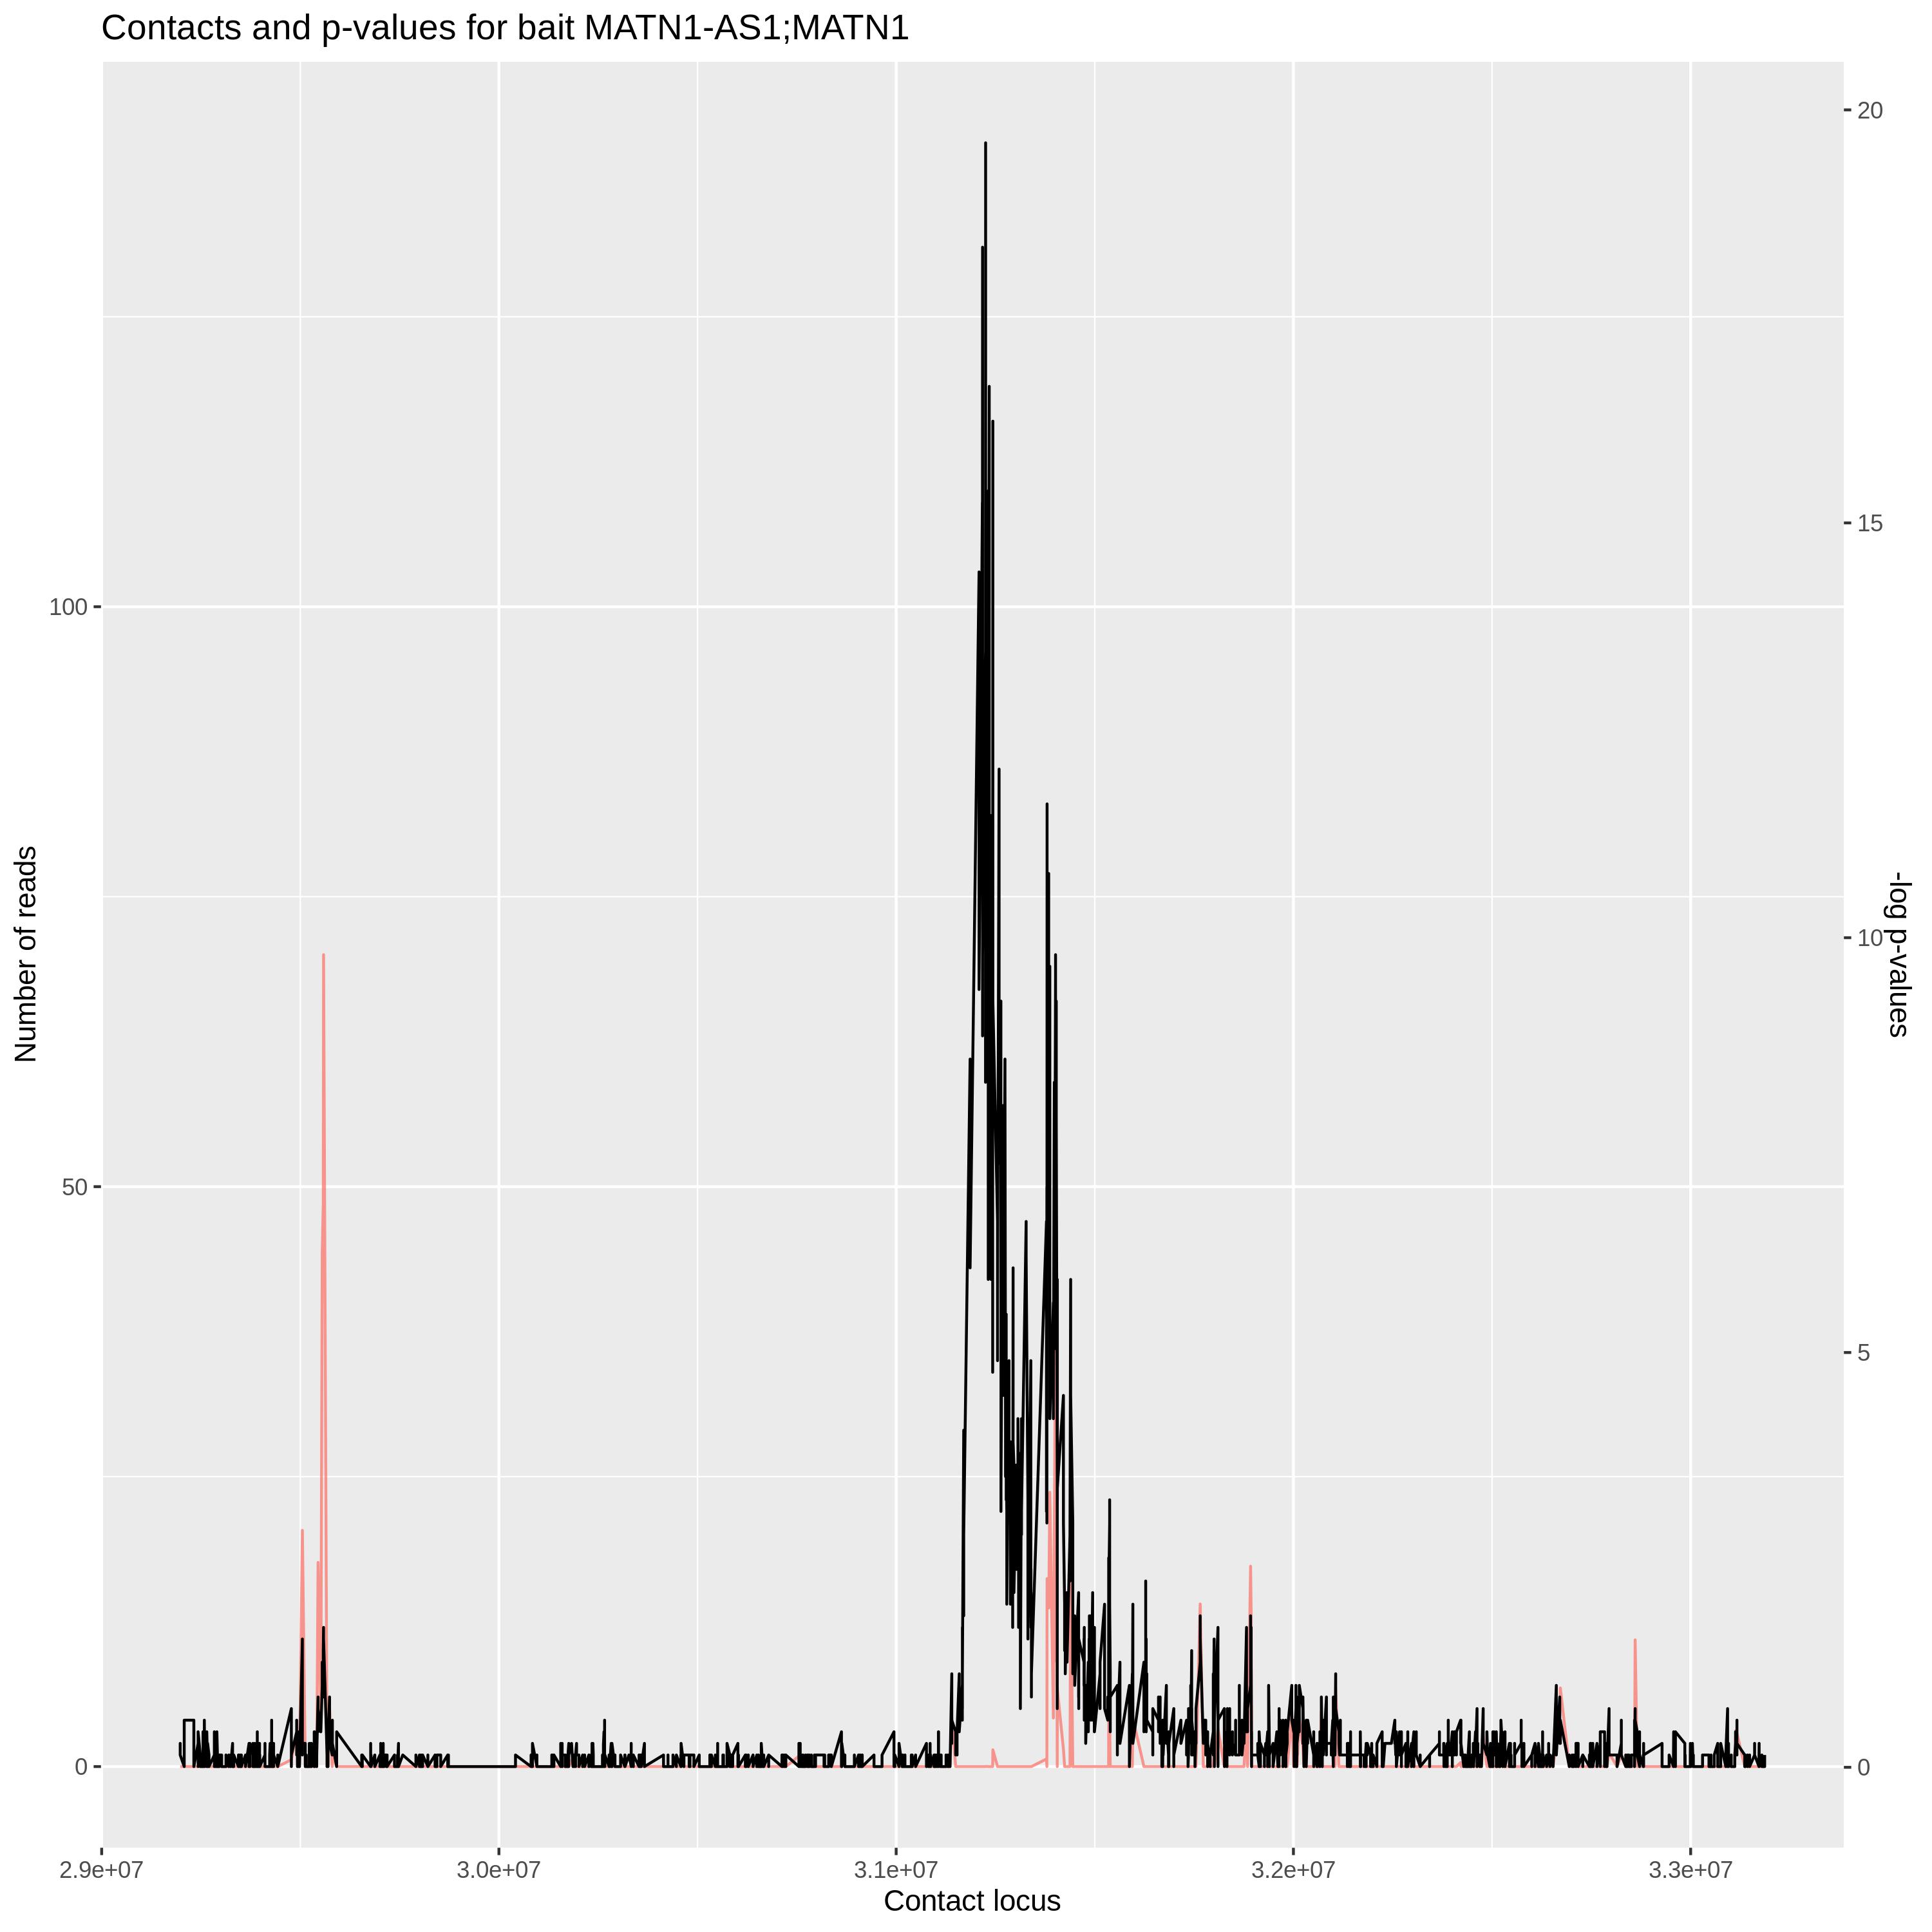 Contacts and p-values for bait MATN1-AS1;MATN1
20
15
100
Number of reads
-log p-values
10
50
5
0
0
2.9e+07
3.0e+07
3.1e+07
3.2e+07
3.3e+07
Contact locus